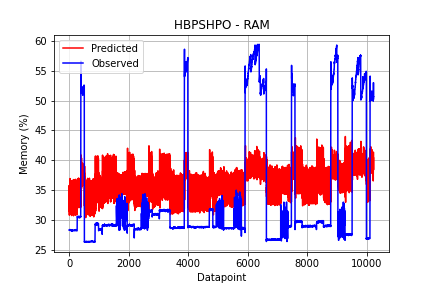 HBPSHPO - RAM
Predicted
Observed
60
55
50
45
40
35
30
25
Memory (%)
0
2000
4000
6000
8000
10000
Datapoint